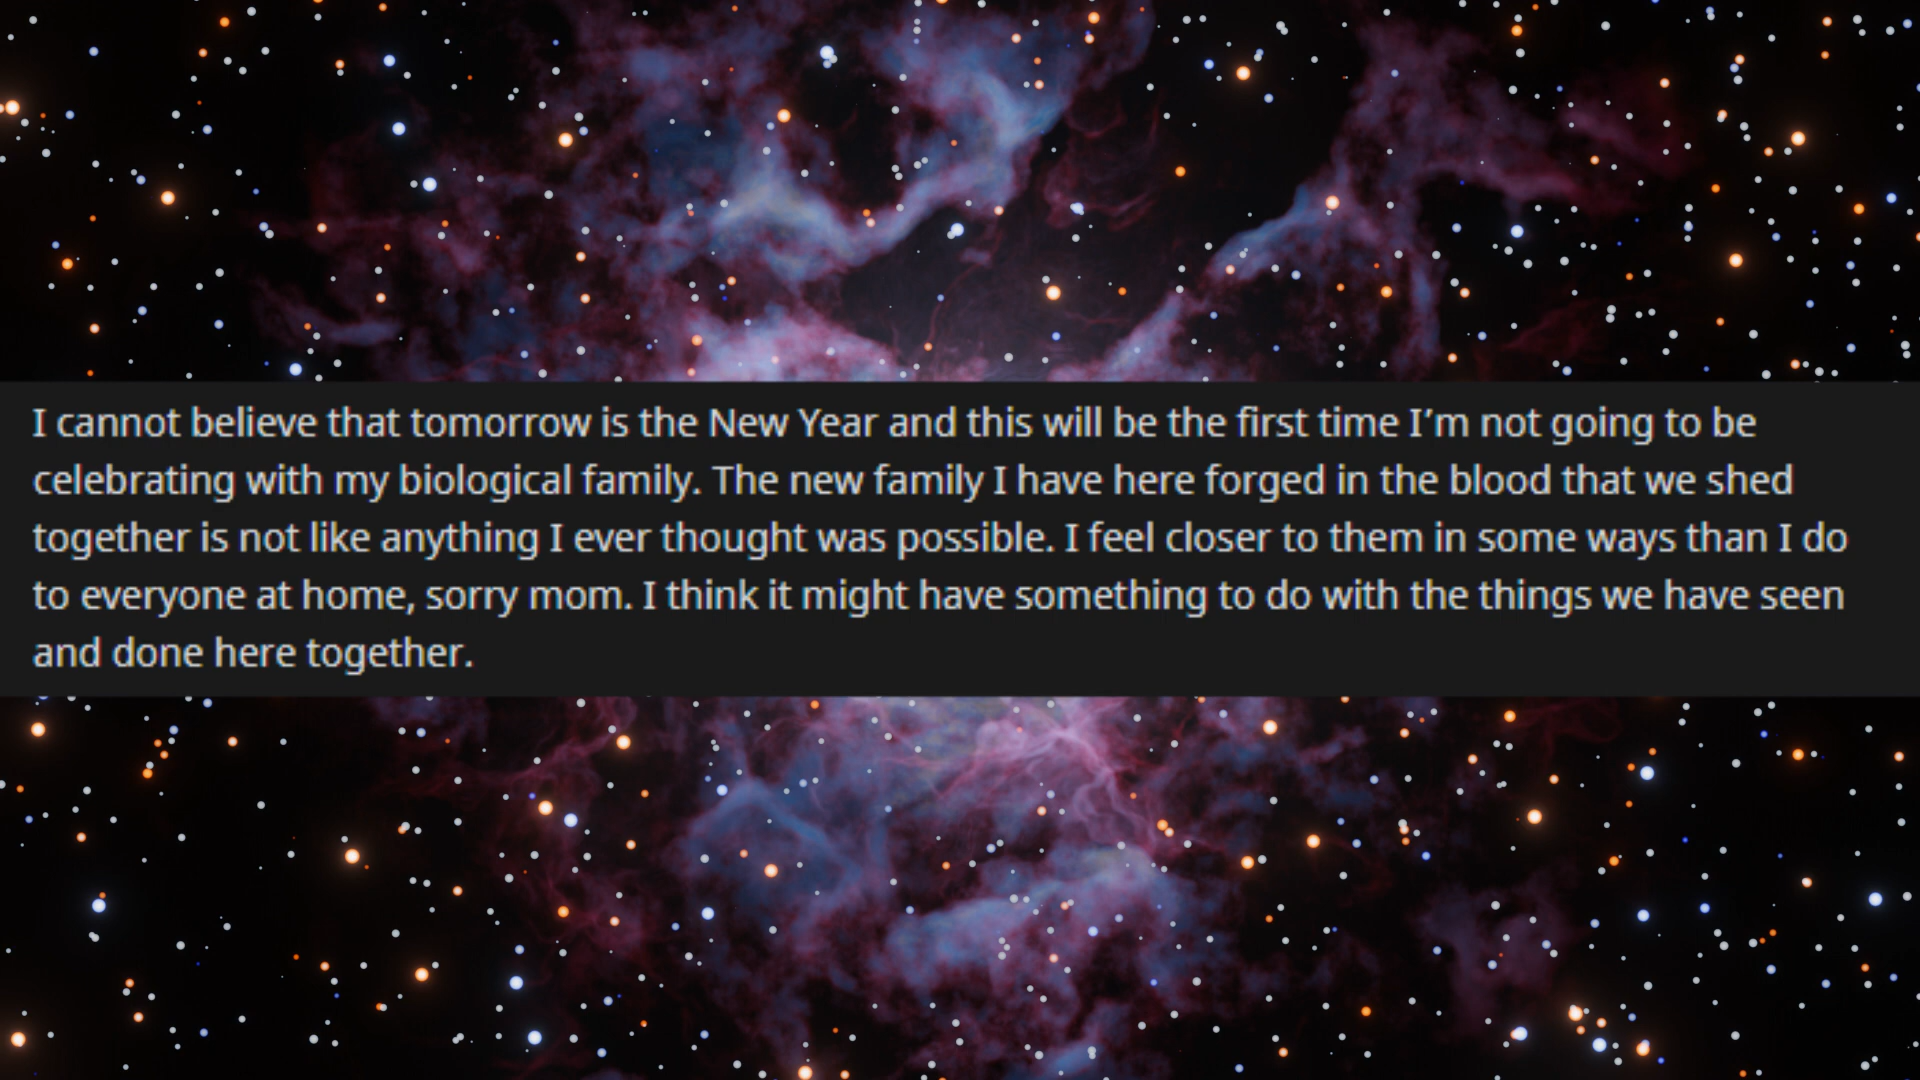 I cannot believe that tomorrow is the New Year and this will be the first time I’m not going to be
celebrating with my biological family. The new family I have here forged in the blood that we shed
together is not like anything I ever thought was possible. I feel closer to them in some ways than I do
to everyone at home, sorry mom. I think it might have something to do with the things we have seen
and done here together.